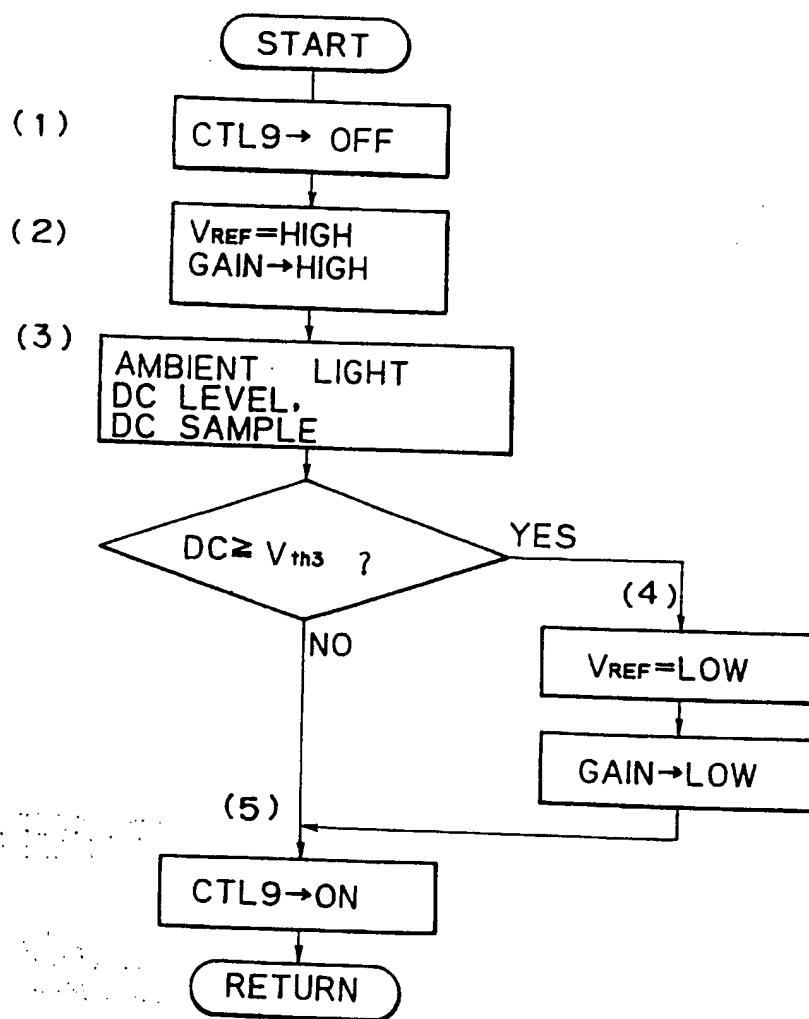 START
(1)
CTL9→ OFF
(2)
VREF=HIGH
GAIN→HIGH
(3)
AMBIENT LIGHT
DC LEVEL,
DC SAMPLE
DC≧ Vth3 ?
YES
NO
(4)
VREF=LOW
GAIN→LOW
(5)
CTL9→ON
RETURN